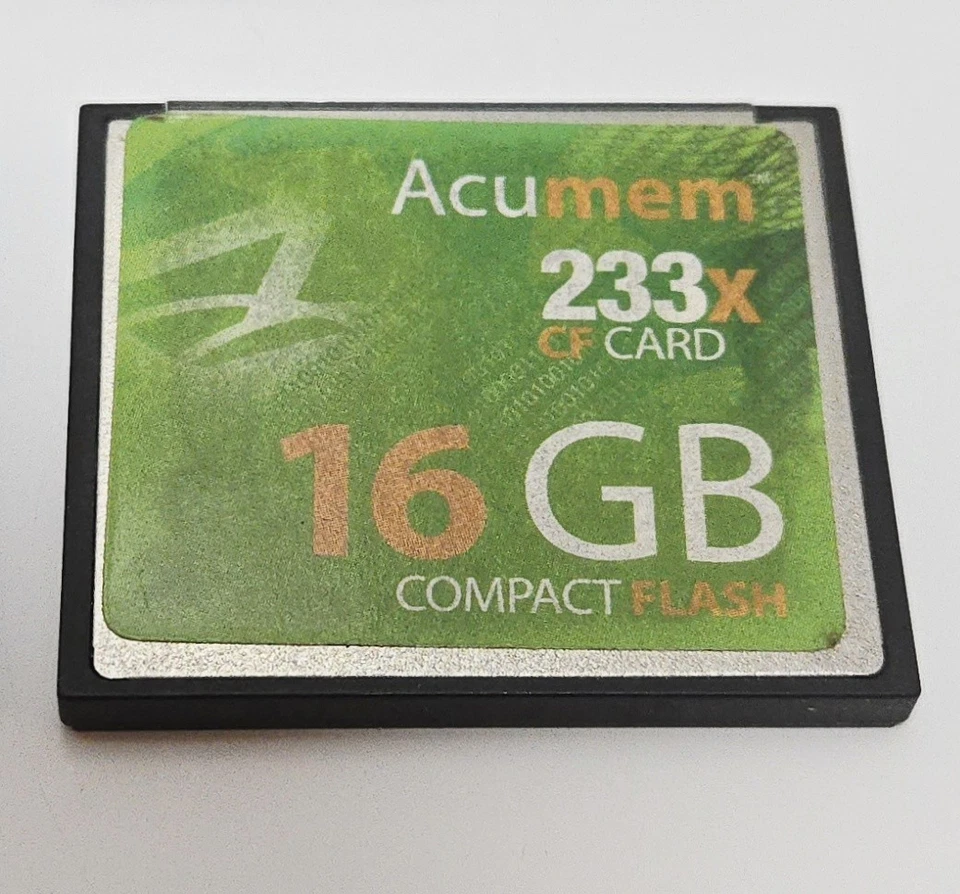 Acumem
233x
CF CARD
16 GB
COMPACT FLASH